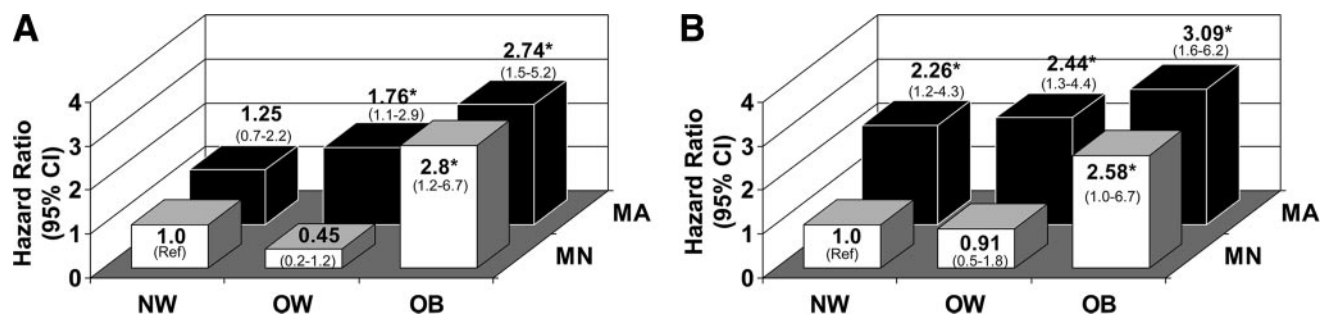 A
Hazard Ratio
(95% CI)
4
3
2
1
0
1.25
(0.7-2.2)
1.76*
(1.1-2.9)
2.74*
(1.5-5.2)
1.0
(Ref)
0.45
(0.2-1.2)
2.8*
(1.2-6.7)
MA
MN
NW OW OB
B
Hazard Ratio
(95% CI)
4
3
2
1
0
2.26*
(1.2-4.3)
2.44*
(1.3-4.4)
3.09*
(1.6-6.2)
1.0
(Ref)
0.91
(0.5-1.8)
2.58*
(1.0-6.7)
MA
MN
NW OW OB